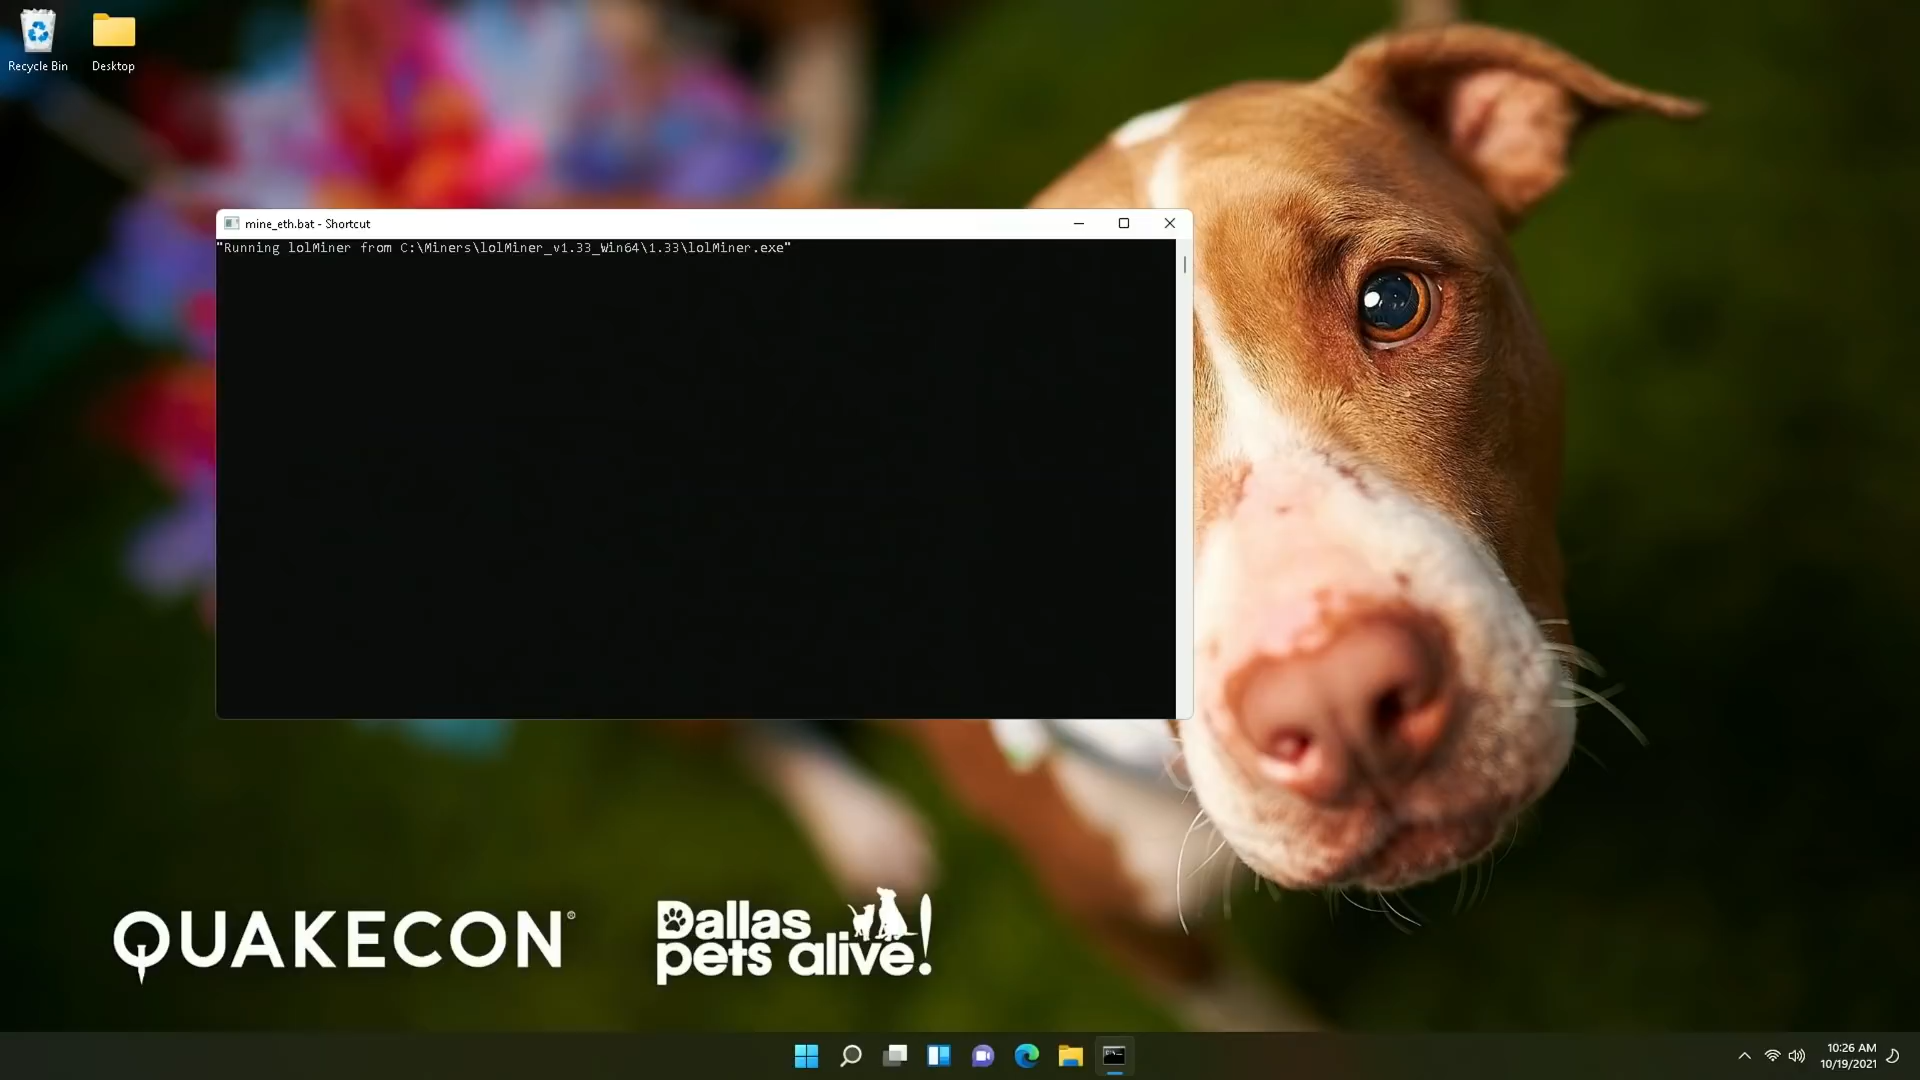 Recycle Bin
Desktop
mine_eth.bat - Shortcut
"Running lolMiner from C:\Miners\lolMiner_v1.33_Win64\1.33\lolMiner.exe"
QUAKECON®
Dallas
pets alive!
10:26 AM
10/19/2021